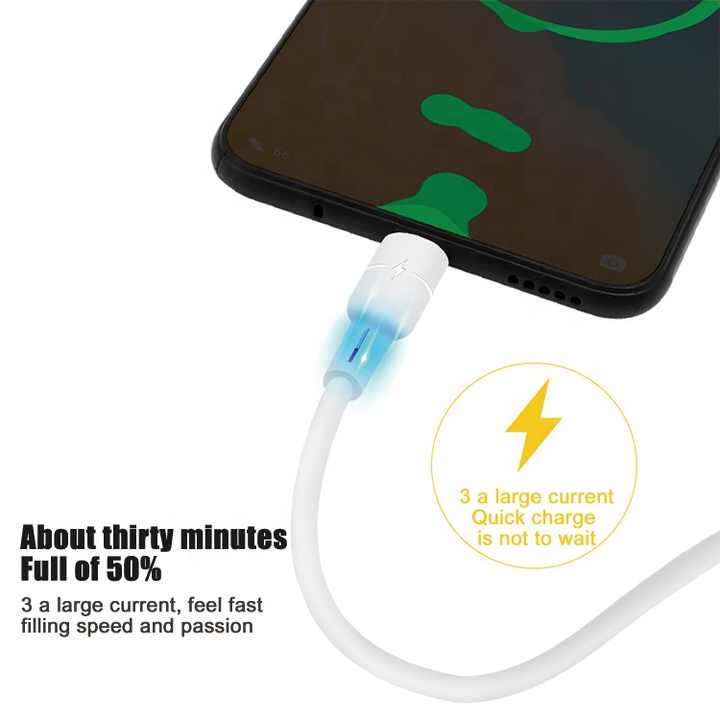 3 a large current
Quick charge
is not to wait
About thirty minutes
Full of 50%
3 a large current, feel fast
filling speed and passion